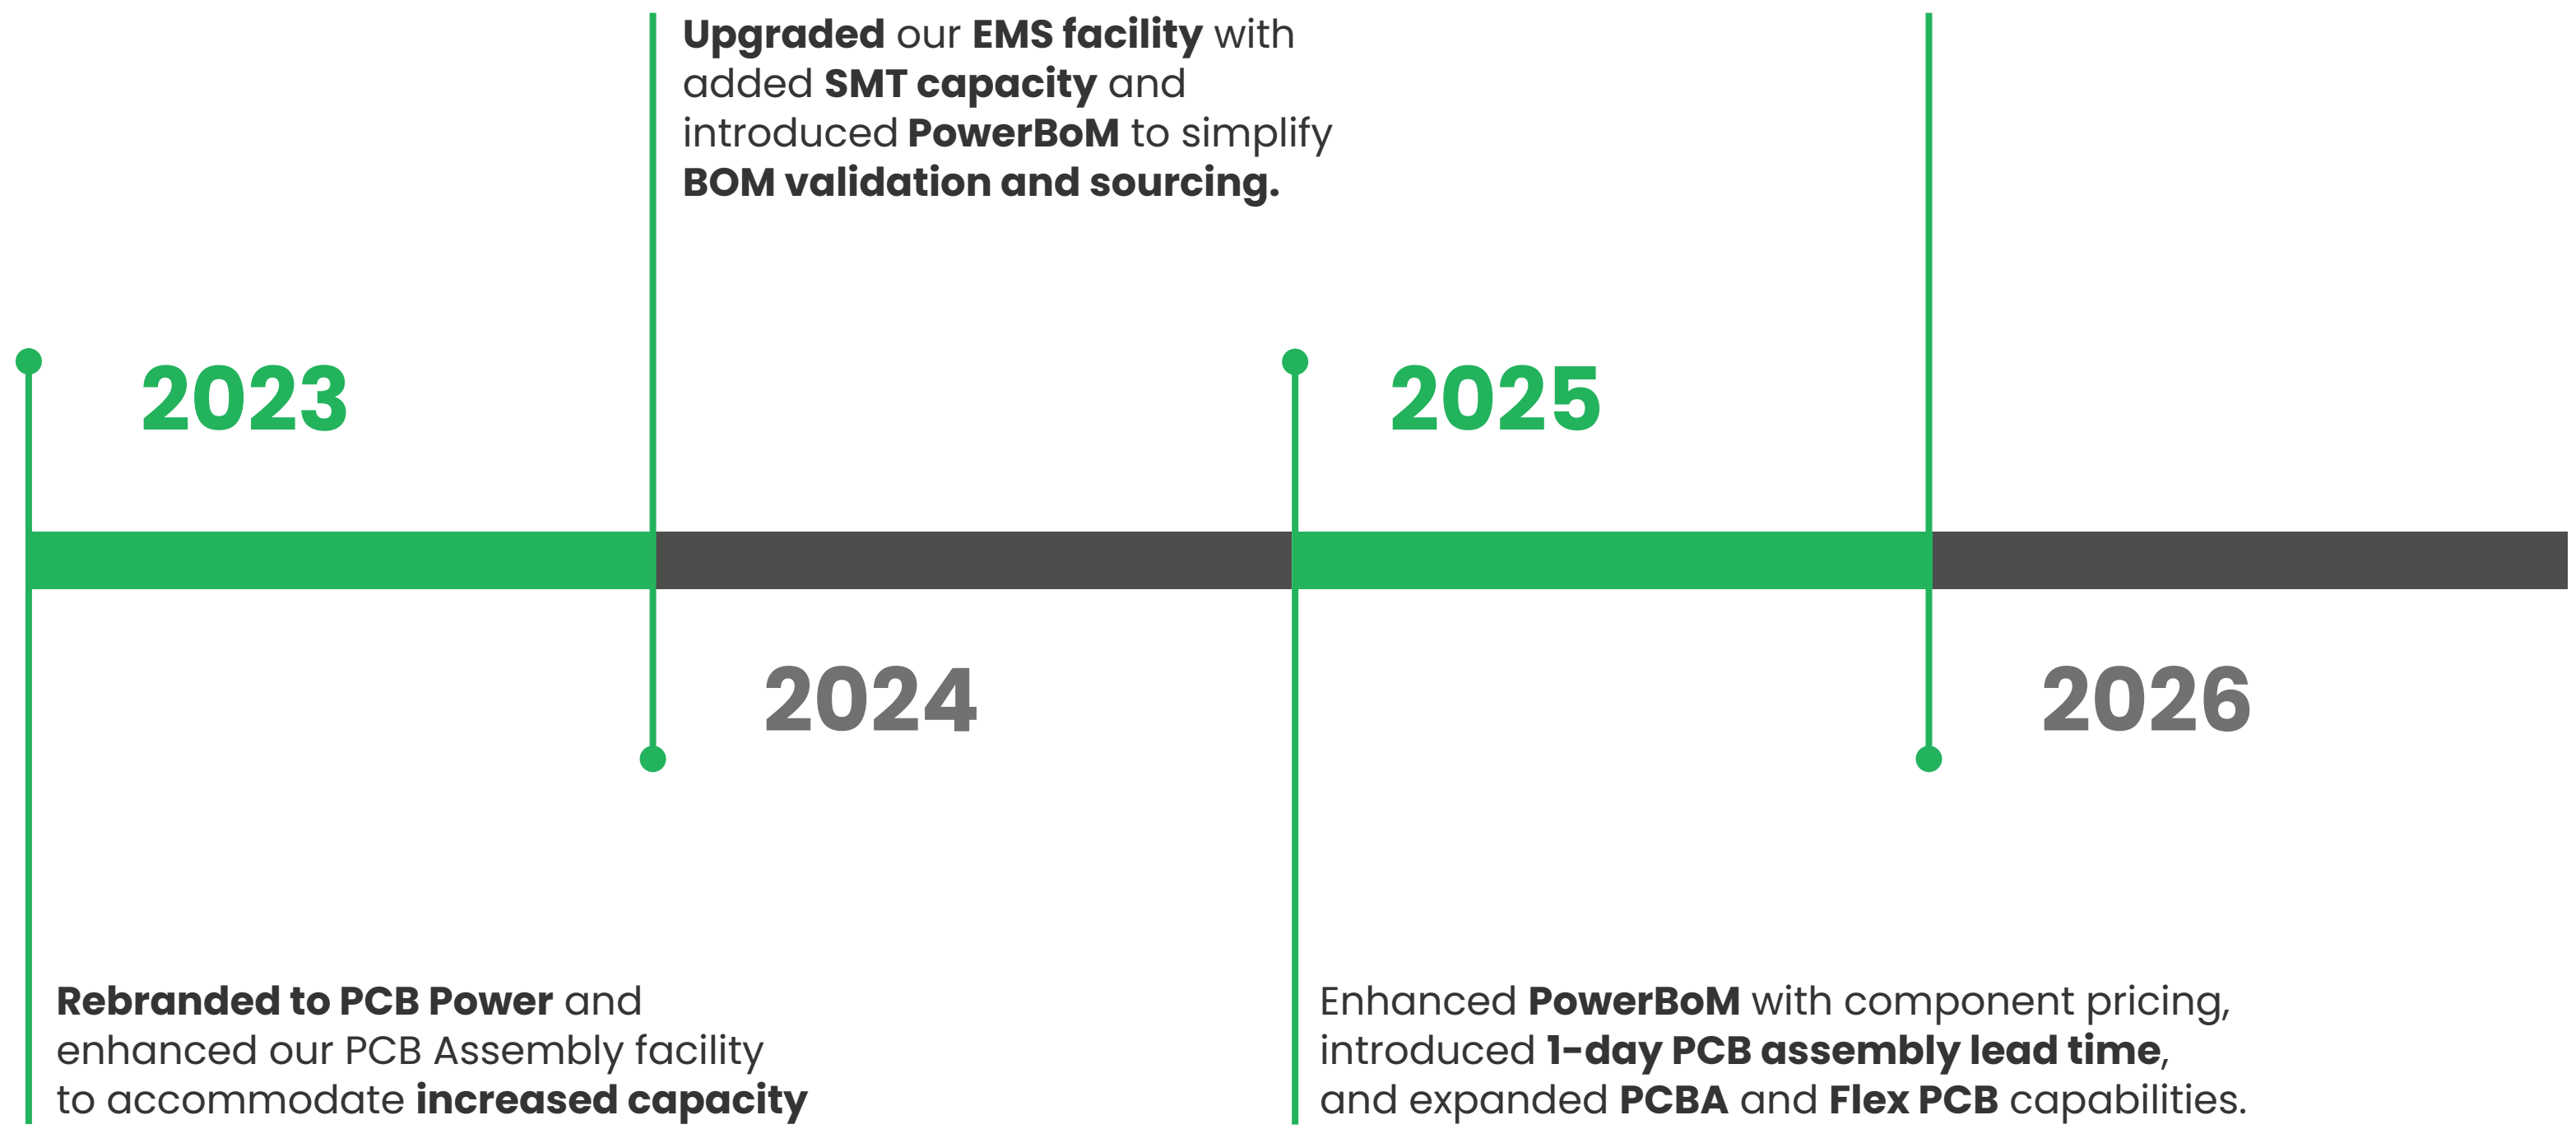 Upgraded our EMS facility with
added SMT capacity and
introduced PowerBoM to simplify
BOM validation and sourcing.
2023
2025
2024
2026
Rebranded to PCB Power and
enhanced our PCB Assembly facility
to accommodate increased capacity
Enhanced PowerBoM with component pricing,
introduced 1-day PCB assembly lead time,
and expanded PCBA and Flex PCB capabilities.